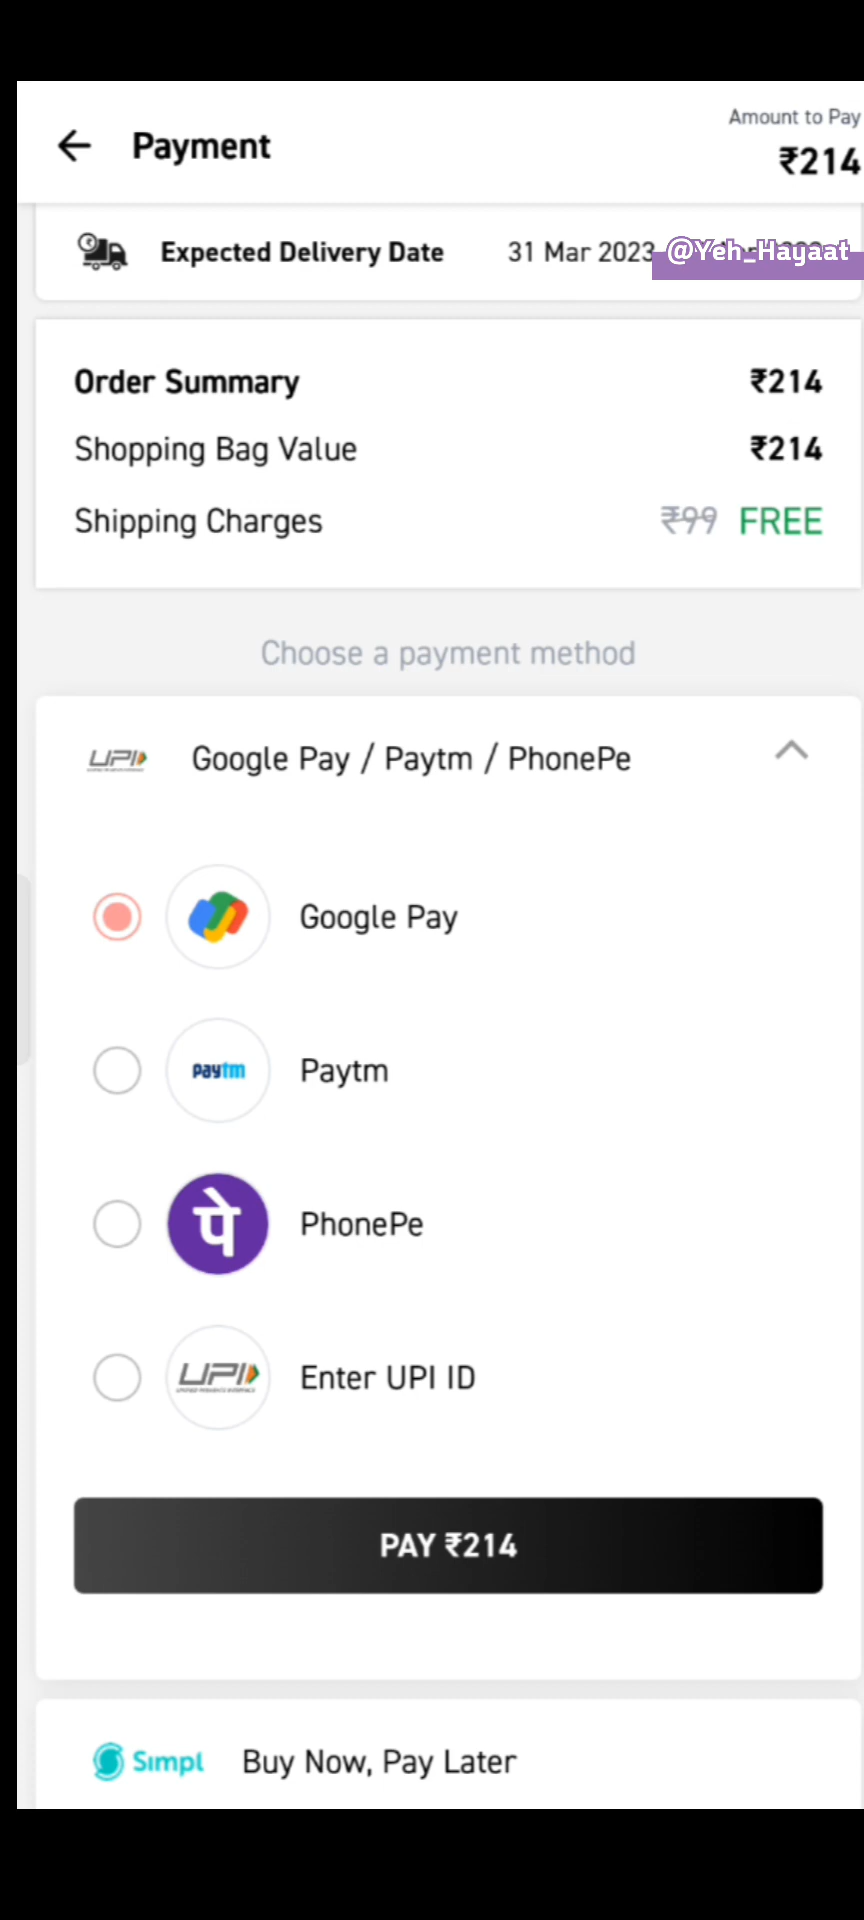 Amount to Pay
Payment
₹214
Expected Delivery Date 31 Mar 2023
@Yeh_Hayaat
Order Summary ₹214
Shopping Bag Value ₹214
Shipping Charges ₹99 FREE
Choose a payment method
UPI Google Pay / Paytm / PhonePe
Google Pay
paytm Paytm
पे PhonePe
UPI Enter UPI ID
PAY ₹214
Simpl Buy Now, Pay Later